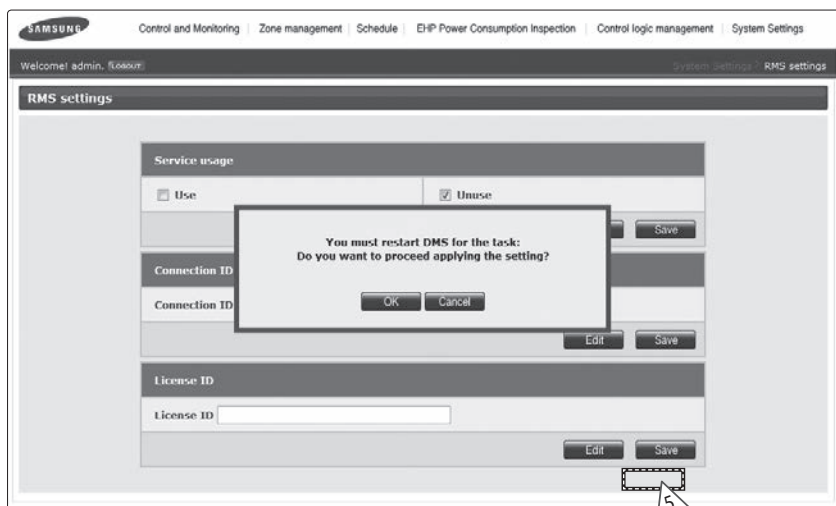 SAMSUNG Control and Monitoring Zone management Schedule EHP Power Consumption Inspection Control logic management System Settings
Welcome! admin. LOGOUT System Settings > RMS settings
RMS settings
Service usage
Use Unuse
Save
You must restart DMS for the task:
Do you want to proceed applying the setting?
OK Cancel
Connection ID
Connection ID
Edit Save
License ID
License ID
Edit Save
5